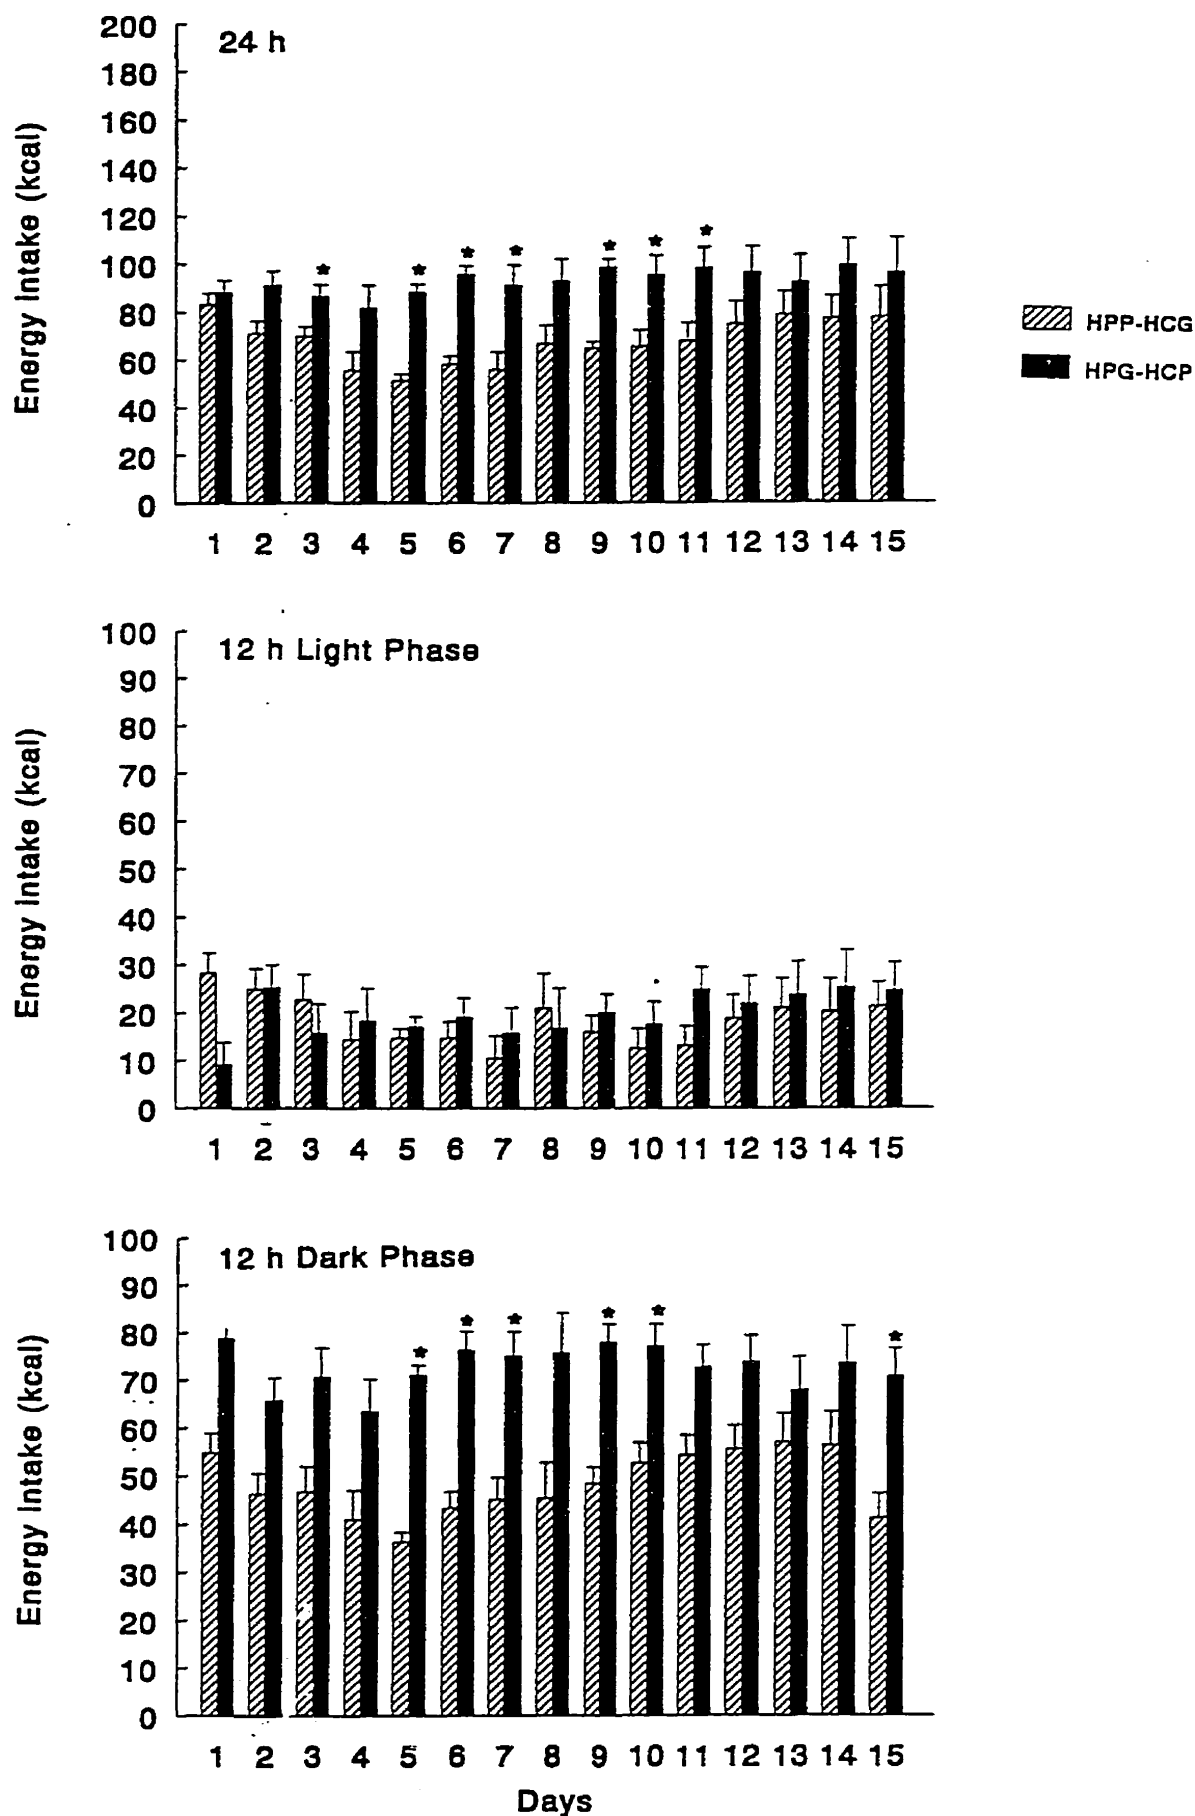 24 h
Energy Intake (kcal)
200
180
160
140
120
100
80
60
40
20
0
* * * * * * *
1 2 3 4 5 6 7 8 9 10 11 12 13 14 15
HPP-HCG
HPG-HCP
12 h Light Phase
Energy Intake (kcal)
100
90
80
70
60
50
40
30
20
10
0
1 2 3 4 5 6 7 8 9 10 11 12 13 14 15
12 h Dark Phase
Energy Intake (kcal)
100
90
80
70
60
50
40
30
20
10
0
* * * * * *
1 2 3 4 5 6 7 8 9 10 11 12 13 14 15
Days